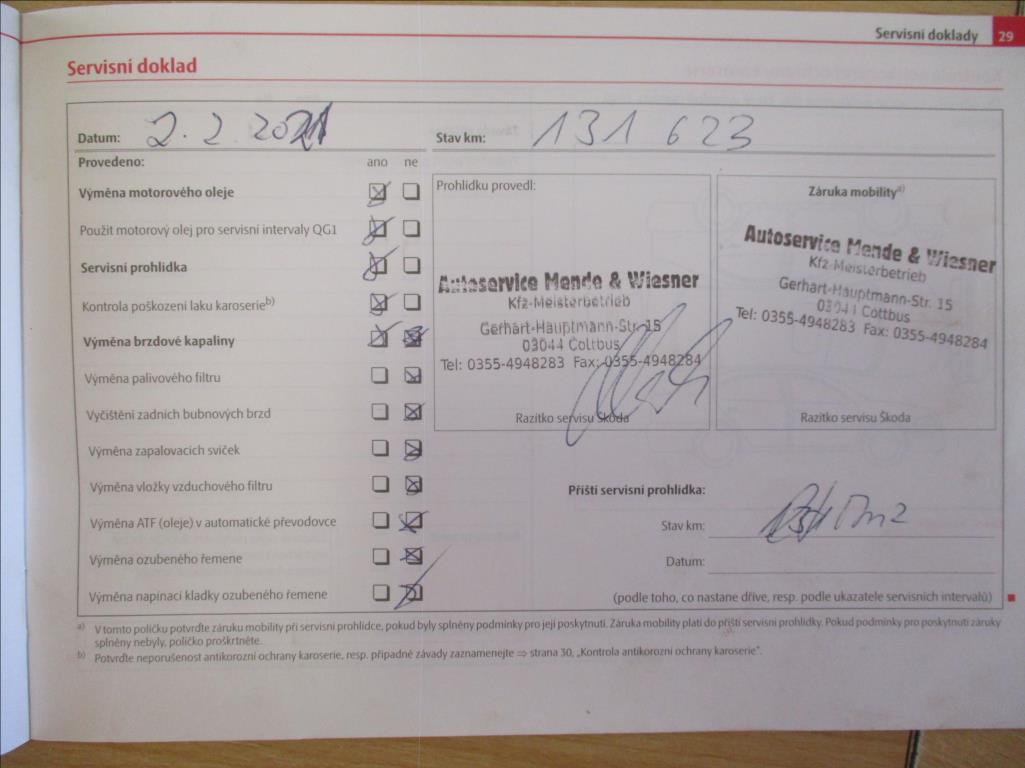 Servisní doklady 29
Servisní doklad
Datum: 2.2 2021
Stav km: 131 623
Provedeno: ano ne
Výměna motorového oleje
Použit motorový olej pro servisní intervaly QG1
Servisní prohlídka
Kontrola poškození laku karoserieb)
Výměna brzdové kapaliny
Výměna palivového filtru
Vyčištění zadních bubnových brzd
Výměna zapalovacích svíček
Výměna vložky vzduchového filtru
Výměna ATF (oleje) v automatické převodovce
Výměna ozubeného řemene
Výměna napínací kladky ozubeného řemene
Prohlídku provedl:
Autoservice Mende & Wiesner
Kfz-Meisterbetrieb
Gerhart-Hauptmann-Str. 15
03044 Cottbus
Tel: 0355-4948283 Fax: 0355-4948284
Razítko servisu Škoda
Záruka mobilitya)
Autoservice Mende & Wiesner
Kfz-Meisterbetrieb
Gerhart-Hauptmann-Str. 15
03044 Cottbus
Tel: 0355-4948283 Fax: 0355-4948284
Razítko servisu Škoda
Příští servisní prohlídka:
Stav km:
Datum:
(podle toho, co nastane dříve, resp. podle ukazatele servisních intervalů)
a) V tomto políčku potvrďte záruku mobility při servisní prohlídce, pokud byly splněny podmínky pro její poskytnutí. Záruka mobility platí do příští servisní prohlídky. Pokud podmínky pro poskytnutí záruky
splněny nebyly, políčko proškrtněte.
b) Potvrďte neporušenost antikorozní ochrany karoserie, resp. případné závady zaznamenejte ⇒ strana 30, „Kontrola antikorozní ochrany karoserie“.